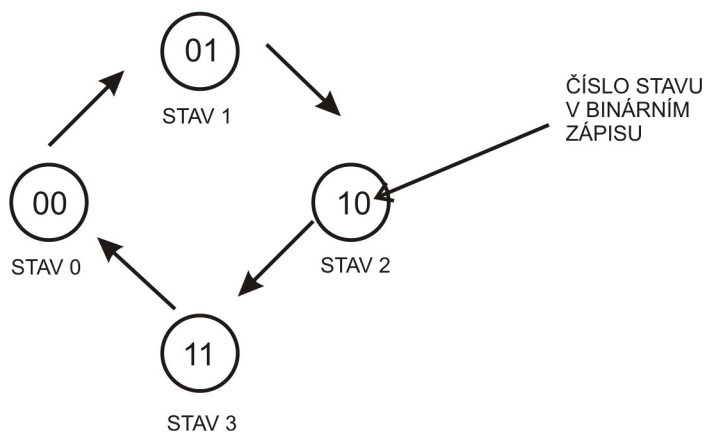 01
STAV 1
ČÍSLO STAVU
V BINÁRNÍM
ZÁPISU
00
STAV 0
10
STAV 2
11
STAV 3